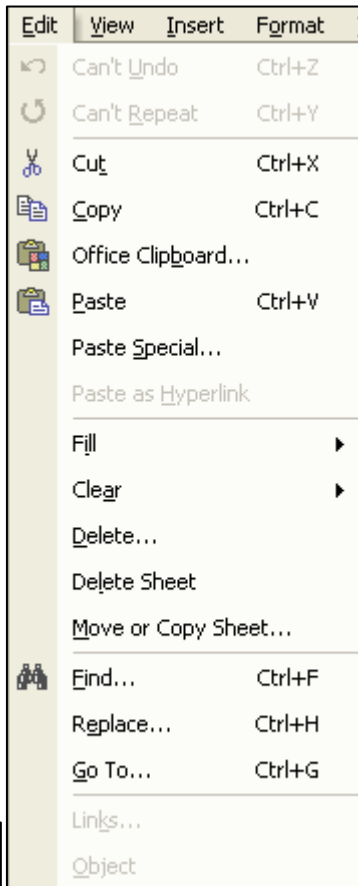 Edit View Insert Format
Can't Undo Ctrl+Z
Can't Repeat Ctrl+Y
Cut Ctrl+X
Copy Ctrl+C
Office Clipboard...
Paste Ctrl+V
Paste Special...
Paste as Hyperlink
Fill
Clear
Delete...
Delete Sheet
Move or Copy Sheet...
Find... Ctrl+F
Replace... Ctrl+H
Go To... Ctrl+G
Links...
Object